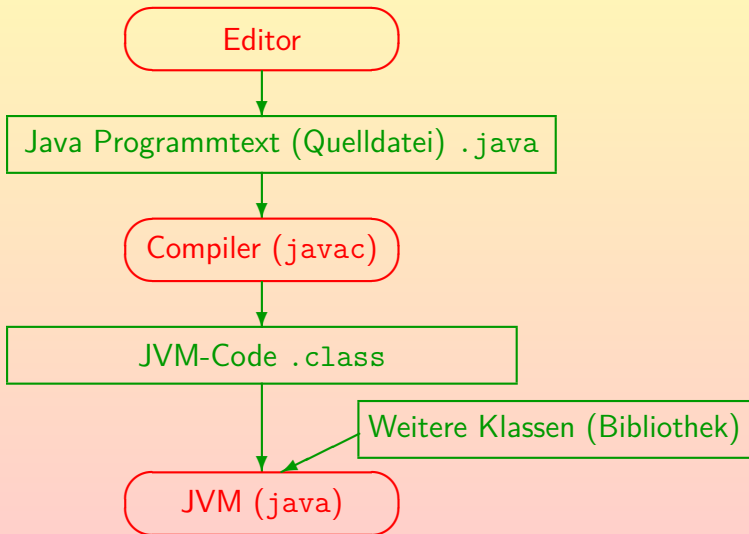 Editor
Java Programmtext (Quelldatei) .java
Compiler (javac)
JVM-Code .class
Weitere Klassen (Bibliothek)
JVM (java)